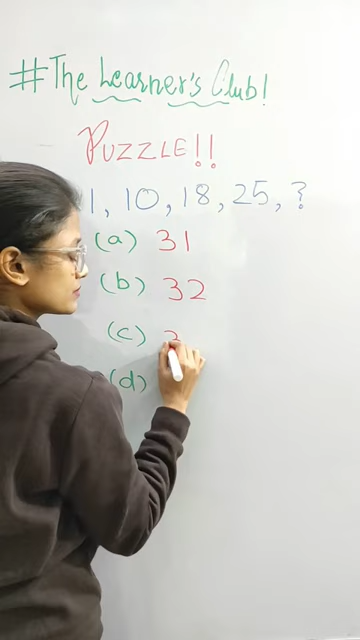 #The Learner's Club!
PUZZLE!!
1, 10, 18, 25, ?
(a) 31
(b) 32
(c)
(d)